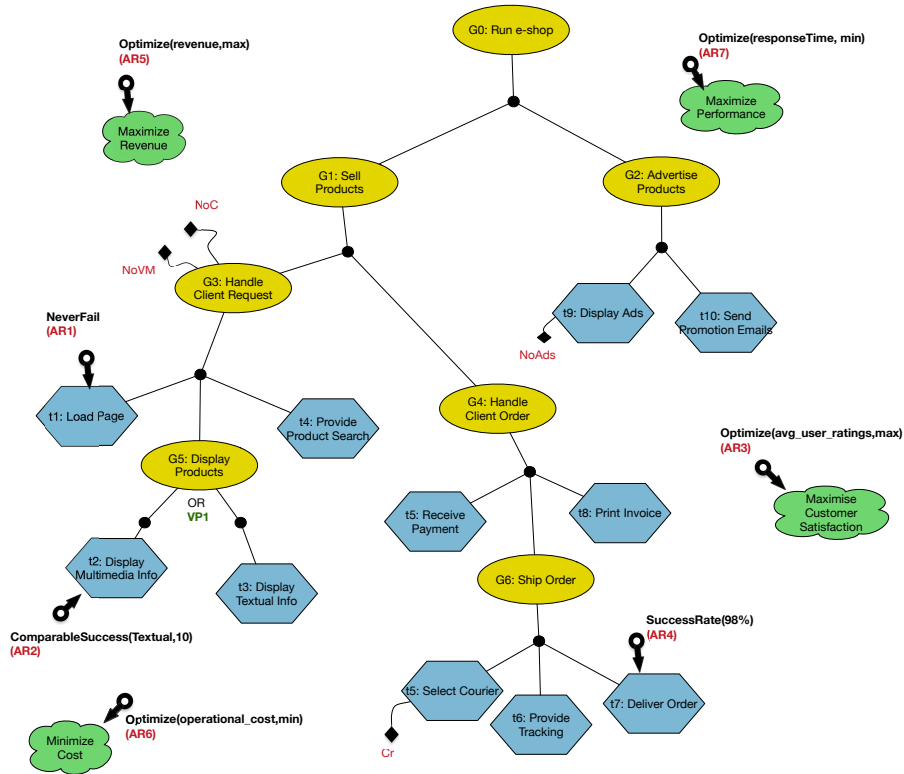 G0: Run e-shop
Optimize(revenue,max)
(AR5)
Optimize(responseTime, min)
(AR7)
Maximize
Revenue
Maximize
Performance
G1: Sell
Products
G2: Advertise
Products
NoC
NoVM
G3: Handle
Client Request
t9: Display Ads
t10: Send
Promotion Emails
NoAds
NeverFail
(AR1)
t1: Load Page
t4: Provide
Product Search
G4: Handle
Client Order
G5: Display
Products
OR
VP1
Optimize(avg_user_ratings,max)
(AR3)
Maximise
Customer
Satisfaction
t5: Receive
Payment
t8: Print Invoice
t2: Display
Multimedia Info
t3: Display
Textual Info
G6: Ship Order
ComparableSuccess(Textual,10)
(AR2)
SuccessRate(98%)
(AR4)
t5: Select Courier
t6: Provide
Tracking
t7: Deliver Order
Cr
Optimize(operational_cost,min)
(AR6)
Minimize
Cost